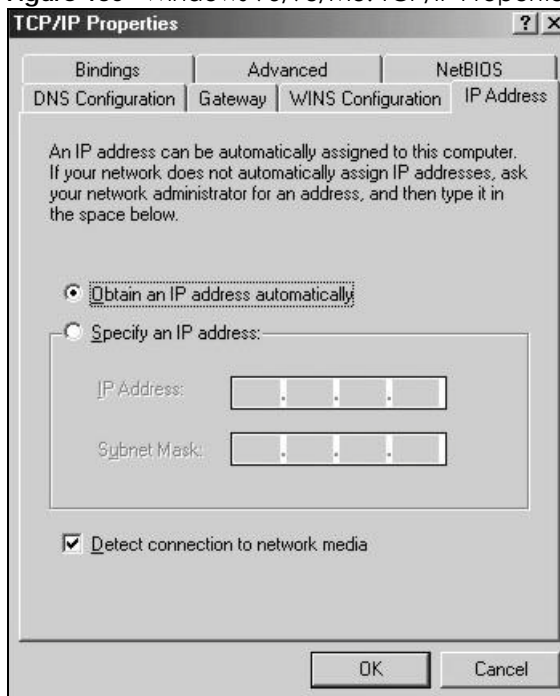 TCP/IP Properties
? ×
Bindings
Advanced
NetBIOS
DNS Configuration
Gateway
WINS Configuration
IP Address
An IP address can be automatically assigned to this computer.
If your network does not automatically assign IP addresses, ask
your network administrator for an address, and then type it in
the space below.
Obtain an IP address automatically
Specify an IP address:
IP Address:
. . .
Subnet Mask:
. . .
Detect connection to network media
OK
Cancel